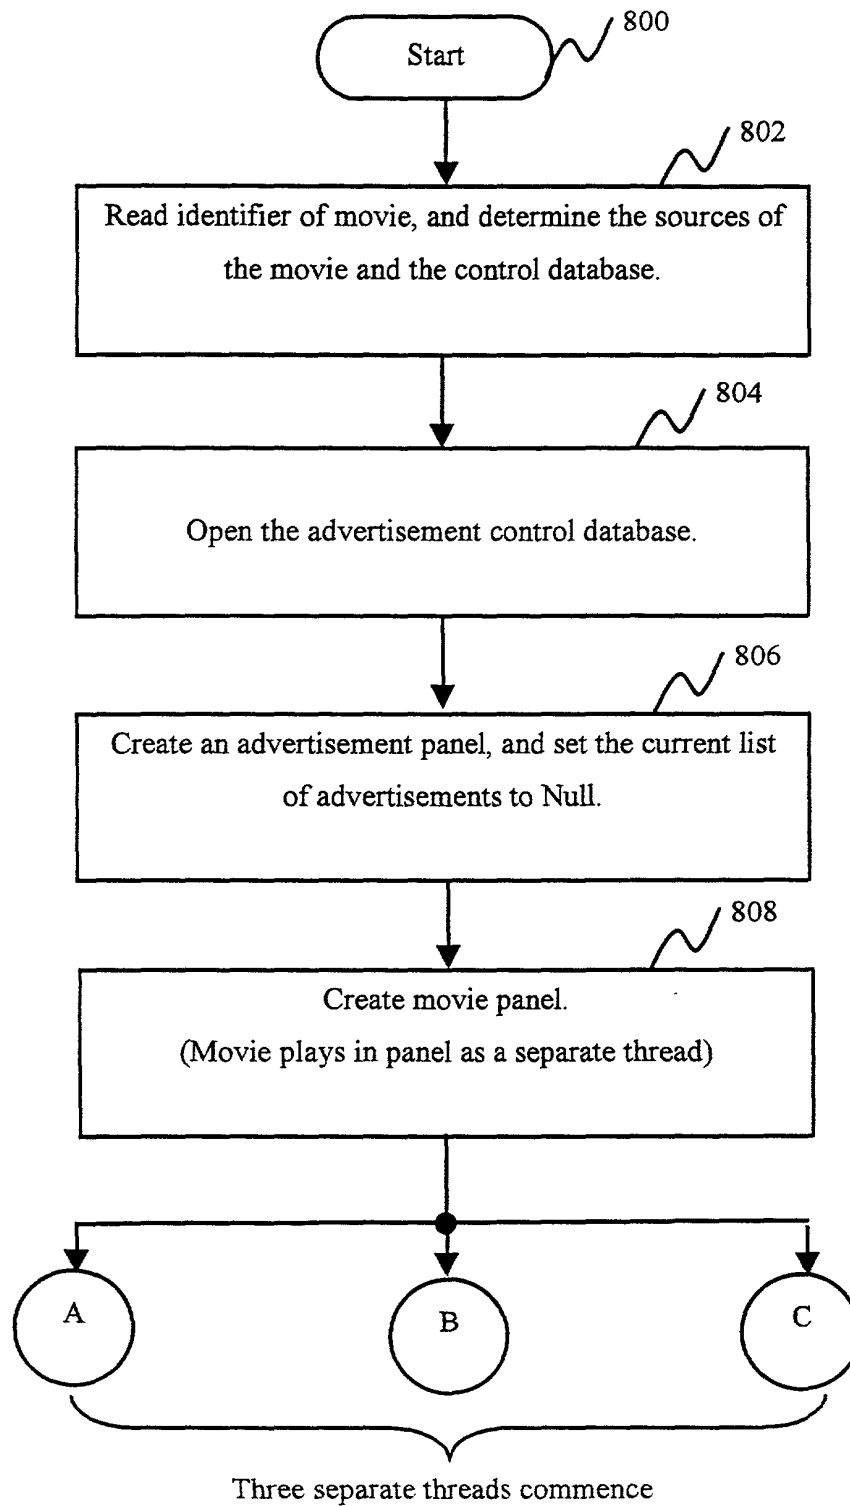 Start
800
802
Read identifier of movie, and determine the sources of
the movie and the control database.
804
Open the advertisement control database.
806
Create an advertisement panel, and set the current list
of advertisements to Null.
808
Create movie panel.
(Movie plays in panel as a separate thread)
A
B
C
Three separate threads commence